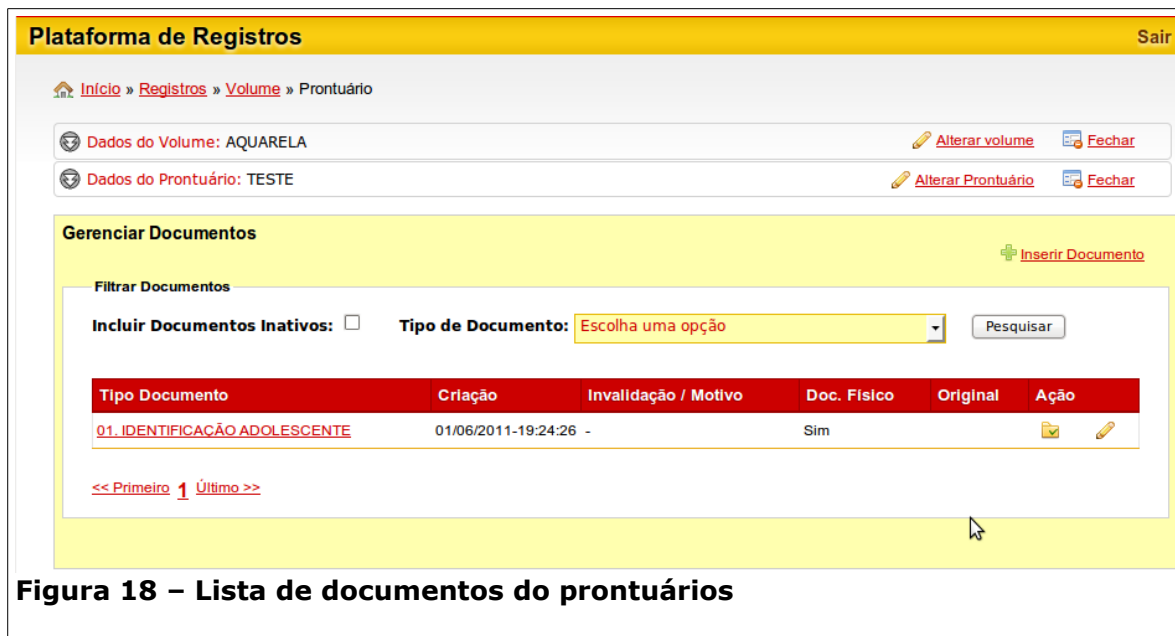 Plataforma de Registros Sair
Início » Registros » Volume » Prontuário
Dados do Volume: AQUARELA Alterar volume Fechar
Dados do Prontuário: TESTE Alterar Prontuário Fechar
Gerenciar Documentos
Inserir Documento
Filtrar Documentos
Incluir Documentos Inativos: Tipo de Documento: Escolha uma opção Pesquisar
Tipo Documento Criação Invalidação / Motivo Doc. Físico Original Ação
01. IDENTIFICAÇÃO ADOLESCENTE 01/06/2011-19:24:26 - Sim
<< Primeiro 1 Último >>
Figura 18 – Lista de documentos do prontuários